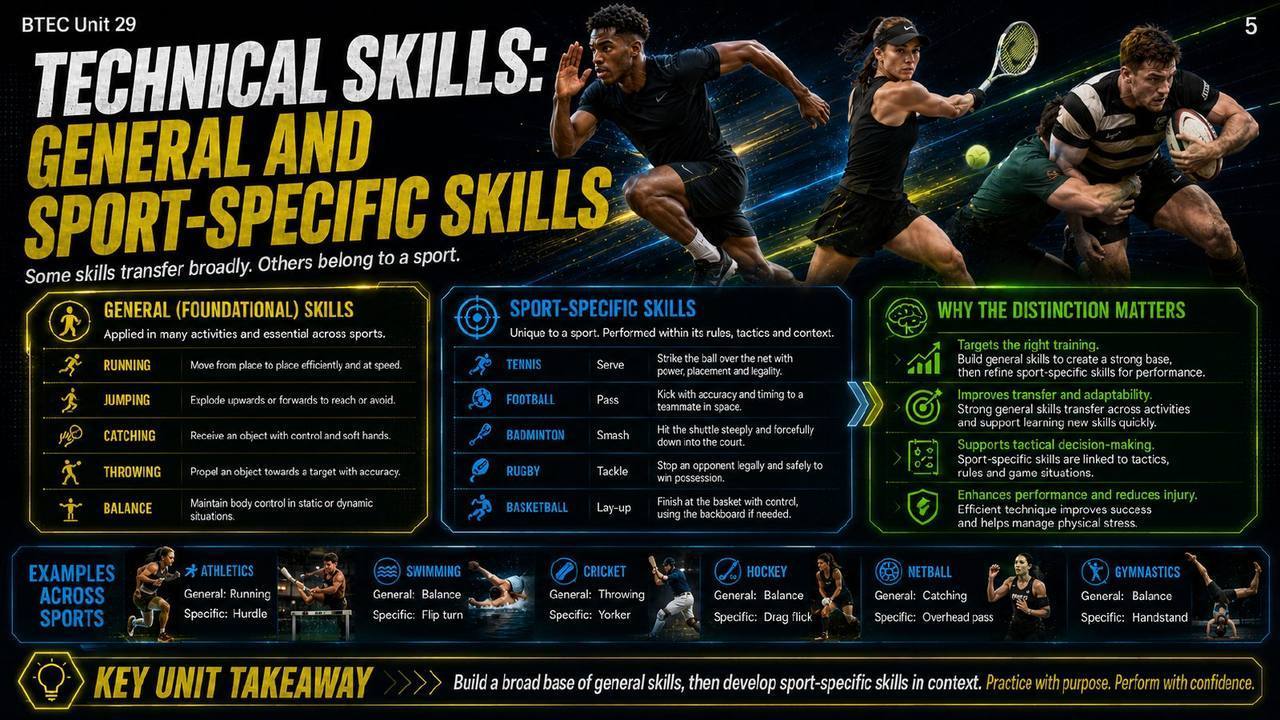 BTEC Unit 29
5
TECHNICAL SKILLS:
GENERAL AND
SPORT-SPECIFIC SKILLS
Some skills transfer broadly. Others belong to a sport.
GENERAL (FOUNDATIONAL) SKILLS
Applied in many activities and essential across sports.
RUNNING Move from place to place efficiently and at speed.
JUMPING Explode upwards or forwards to reach or avoid.
CATCHING Receive an object with control and soft hands.
THROWING Propel an object towards a target with accuracy.
BALANCE Maintain body control in static or dynamic
situations.
SPORT-SPECIFIC SKILLS
Unique to a sport. Performed within its rules, tactics and context.
TENNIS Serve Strike the ball over the net with
power, placement and legality.
FOOTBALL Pass Kick with accuracy and timing to a
teammate in space.
BADMINTON Smash Hit the shuttle steeply and forcefully
down into the court.
RUGBY Tackle Stop an opponent legally and safely to
win possession.
BASKETBALL Lay-up Finish at the basket with control,
using the backboard if needed.
WHY THE DISTINCTION MATTERS
Targets the right training.
Build general skills to create a strong base,
then refine sport-specific skills for performance.
Improves transfer and adaptability.
Strong general skills transfer across activities
and support learning new skills quickly.
Supports tactical decision-making.
Sport-specific skills are linked to tactics,
rules and game situations.
Enhances performance and reduces injury.
Efficient technique improves success
and helps manage physical stress.
EXAMPLES
ACROSS
SPORTS
ATHLETICS
General: Running
Specific: Hurdle
SWIMMING
General: Balance
Specific: Flip turn
CRICKET
General: Throwing
Specific: Yorker
HOCKEY
General: Balance
Specific: Drag flick
NETBALL
General: Catching
Specific: Overhead pass
GYMNASTICS
General: Balance
Specific: Handstand
KEY UNIT TAKEAWAY
Build a broad base of general skills, then develop sport-specific skills in context. Practice with purpose. Perform with confidence.